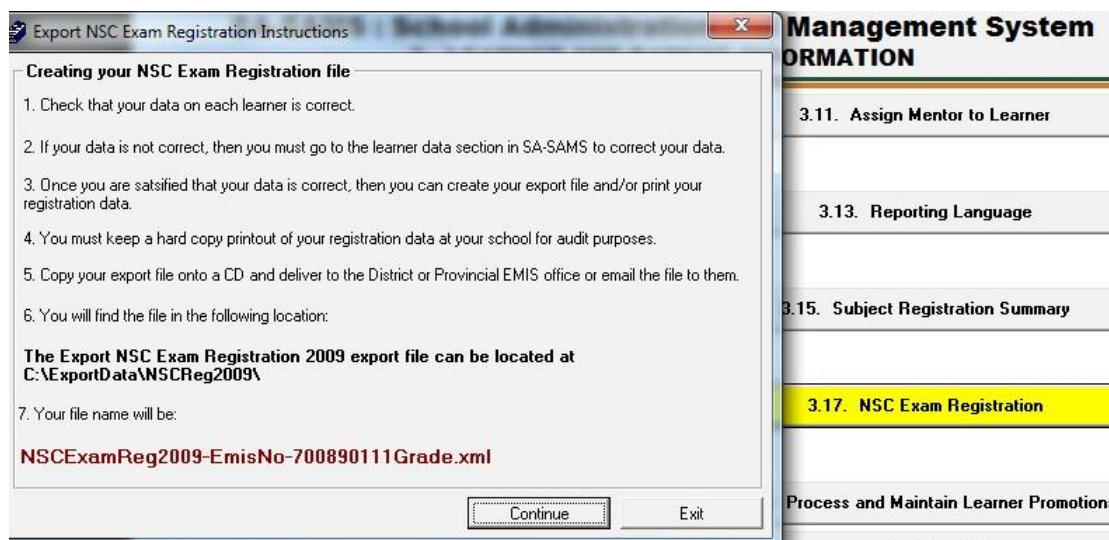 Export NSC Exam Registration Instructions
Creating your NSC Exam Registration file
1. Check that your data on each learner is correct.
2. If your data is not correct, then you must go to the learner data section in SA-SAMS to correct your data.
3. Once you are satsified that your data is correct, then you can create your export file and/or print your
registration data.
4. You must keep a hard copy printout of your registration data at your school for audit purposes.
5. Copy your export file onto a CD and deliver to the District or Provincial EMIS office or email the file to them.
6. You will find the file in the following location:
The Export NSC Exam Registration 2009 export file can be located at
C:\ExportData\NSCReg2009\
7. Your file name will be:
NSCExamReg2009-EmisNo-700890111Grade.xml
Continue
Exit
Management System
ORMATION
3.11. Assign Mentor to Learner
3.13. Reporting Language
3.15. Subject Registration Summary
3.17. NSC Exam Registration
Process and Maintain Learner Promotion